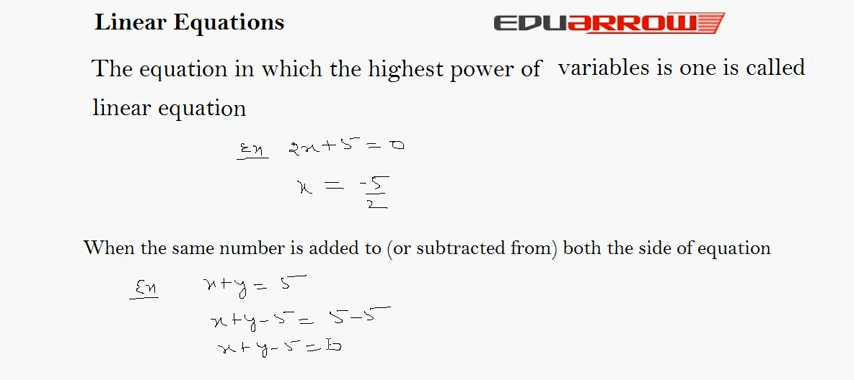 Linear Equations
EDUARROW
The equation in which the highest power of variables is one is called
linear equation
Ex 2x+5=0
x = -5/2
When the same number is added to (or subtracted from) both the side of equation
Ex x+y=5
x+y-5=5-5
x+y-5=